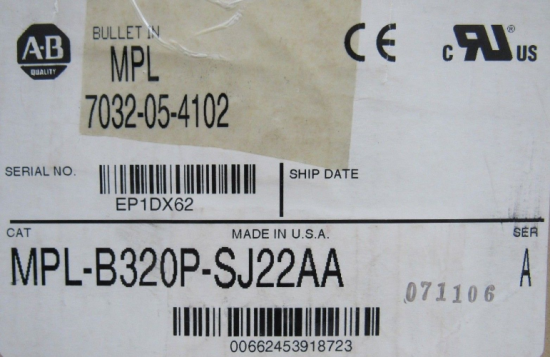 A-B
QUALITY
BULLETIN
MPL
7032-05-4102
CE
c RU US
SERIAL NO.
EP1DX62
SHIP DATE
CAT
MADE IN U.S.A.
SER
MPL-B320P-SJ22AA
071106
A
00662453918723